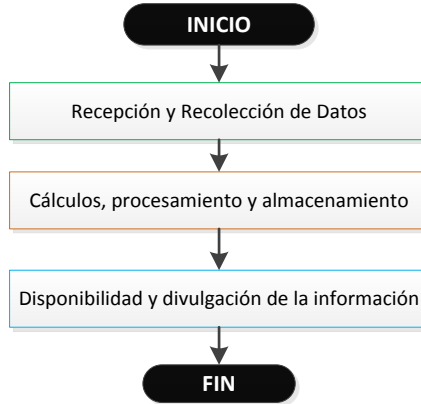 INICIO
Recepción y Recolección de Datos
Cálculos, procesamiento y almacenamiento
Disponibilidad y divulgación de la información
FIN